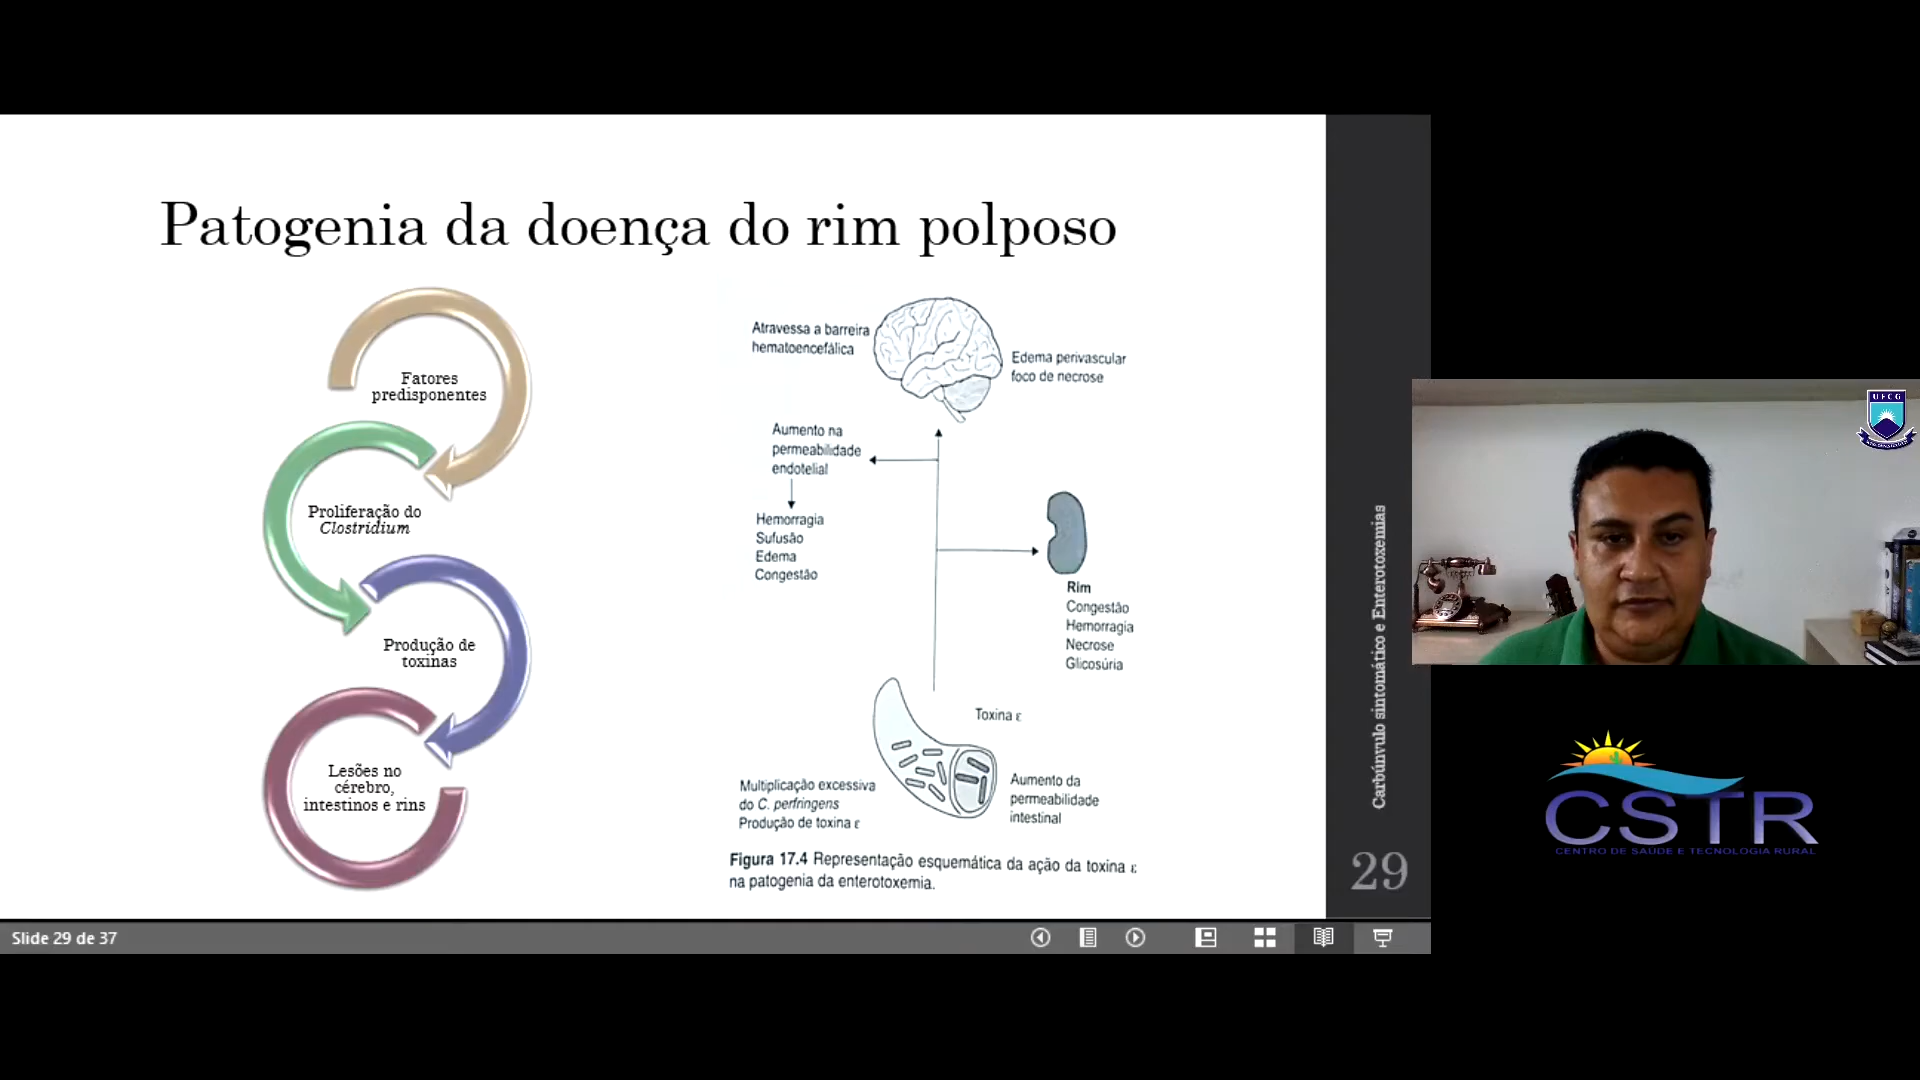 Patogenia da doença do rim polposo
Fatores
predisponentes
Proliferação do
Clostridium
Produção de
toxinas
Lesões no
cérebro,
intestinos e rins
Atravessa a barreira
hematoencefálica
Edema perivascular
foco de necrose
Aumento na
permeabilidade
endotelial
Hemorragia
Sufusão
Edema
Congestão
Rim
Congestão
Hemorragia
Necrose
Glicosúria
Toxina ε
Multiplicação excessiva
do C. perfringens
Produção de toxina ε
Aumento da
permeabilidade
intestinal
Figura 17.4 Representação esquemática da ação da toxina ε
na patogenia da enterotoxemia.
Carbúnvulo sintomático e Enterotoxemias
29
Slide 29 de 37
UFCG
CSTR
CENTRO DE SAÚDE E TECNOLOGIA RURAL